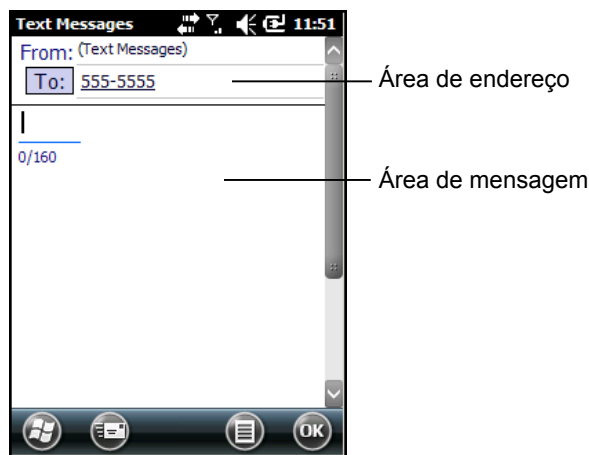 Text Messages 11:51
From: (Text Messages)
To: 555-5555
Área de endereço
0/160
Área de mensagem
OK